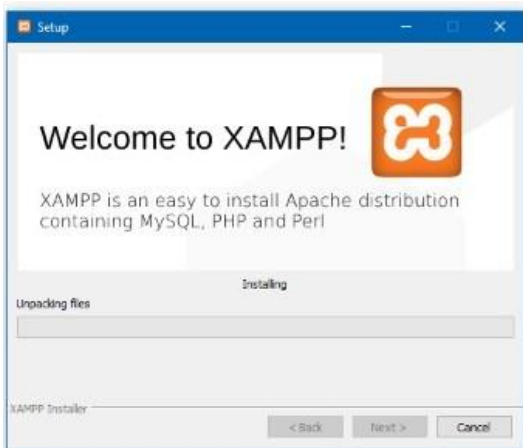 Setup
Welcome to XAMPP!
XAMPP is an easy to install Apache distribution
containing MySQL, PHP and Perl
Installing
Unpacking files
XAMPP Installer
< Back
Next >
Cancel